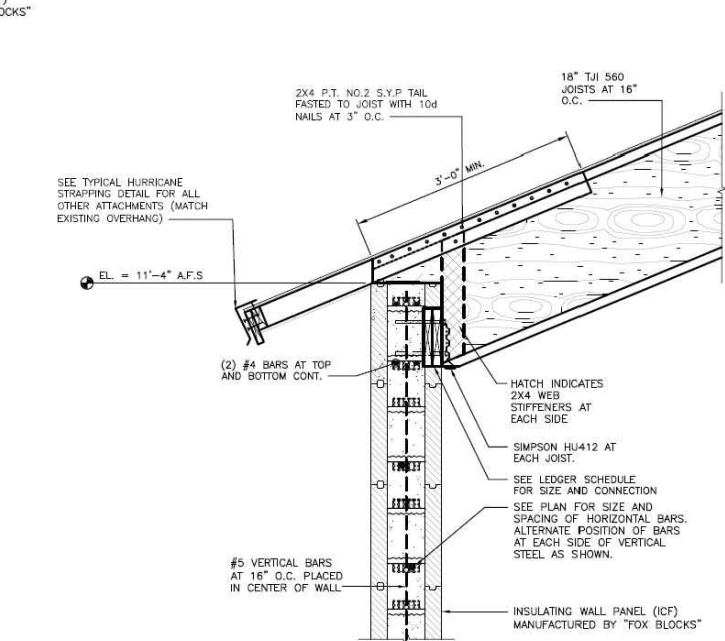 OCKS"
2X4 P.T. NO.2 S.Y.P TAIL
FASTED TO JOIST WITH 10d
NAILS AT 3" O.C.
18" TJI 560
JOISTS AT 16"
O.C.
3'-0" MIN.
SEE TYPICAL HURRICANE
STRAPPING DETAIL FOR ALL
OTHER ATTACHMENTS (MATCH
EXISTING OVERHANG)
EL. = 11'-4" A.F.S
(2) #4 BARS AT TOP
AND BOTTOM CONT.
HATCH INDICATES
2X4 WEB
STIFFENERS AT
EACH SIDE
SIMPSON HU412 AT
EACH JOIST.
SEE LEDGER SCHEDULE
FOR SIZE AND CONNECTION
SEE PLAN FOR SIZE AND
SPACING OF HORIZONTAL BARS.
ALTERNATE POSITION OF BARS
AT EACH SIDE OF VERTICAL
STEEL AS SHOWN.
#5 VERTICAL BARS
AT 16" O.C. PLACED
IN CENTER OF WALL
INSULATING WALL PANEL (ICF)
MANUFACTURED BY "FOX BLOCKS"